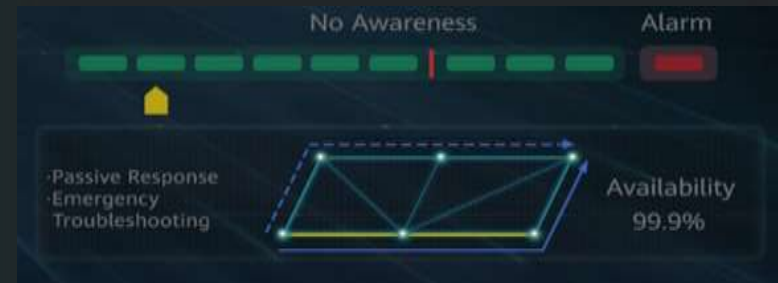 No Awareness
Alarm
·Passive Response
·Emergency
Troubleshooting
Availability
99.9%